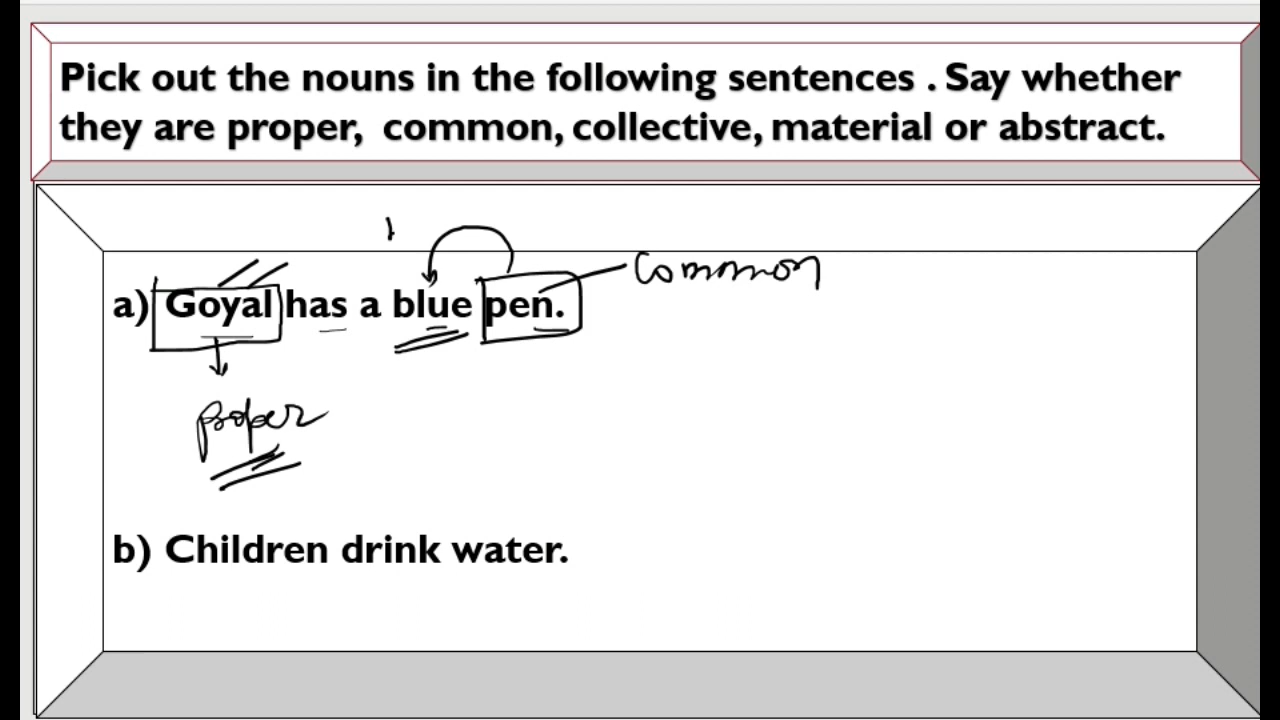 Pick out the nouns in the following sentences . Say whether
they are proper, common, collective, material or abstract.
a) Goyal has a blue pen.
common
proper
b) Children drink water.